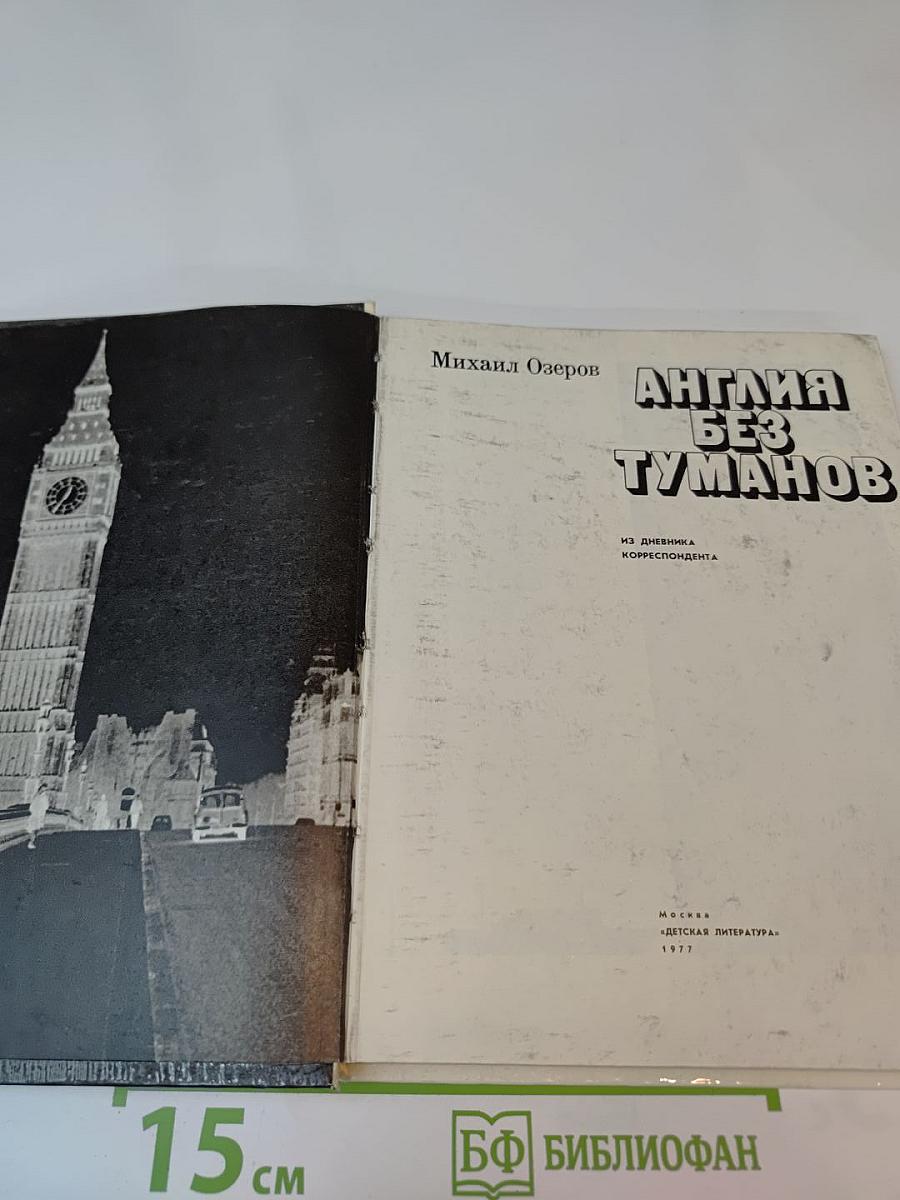 Михаил Озеров
АНГЛИЯ
БЕЗ
ТУМАНОВ
ИЗ ДНЕВНИКА
КОРРЕСПОНДЕНТА
Москва
«ДЕТСКАЯ ЛИТЕРАТУРА»
1977
15 см
БФ БИБЛИОФАН